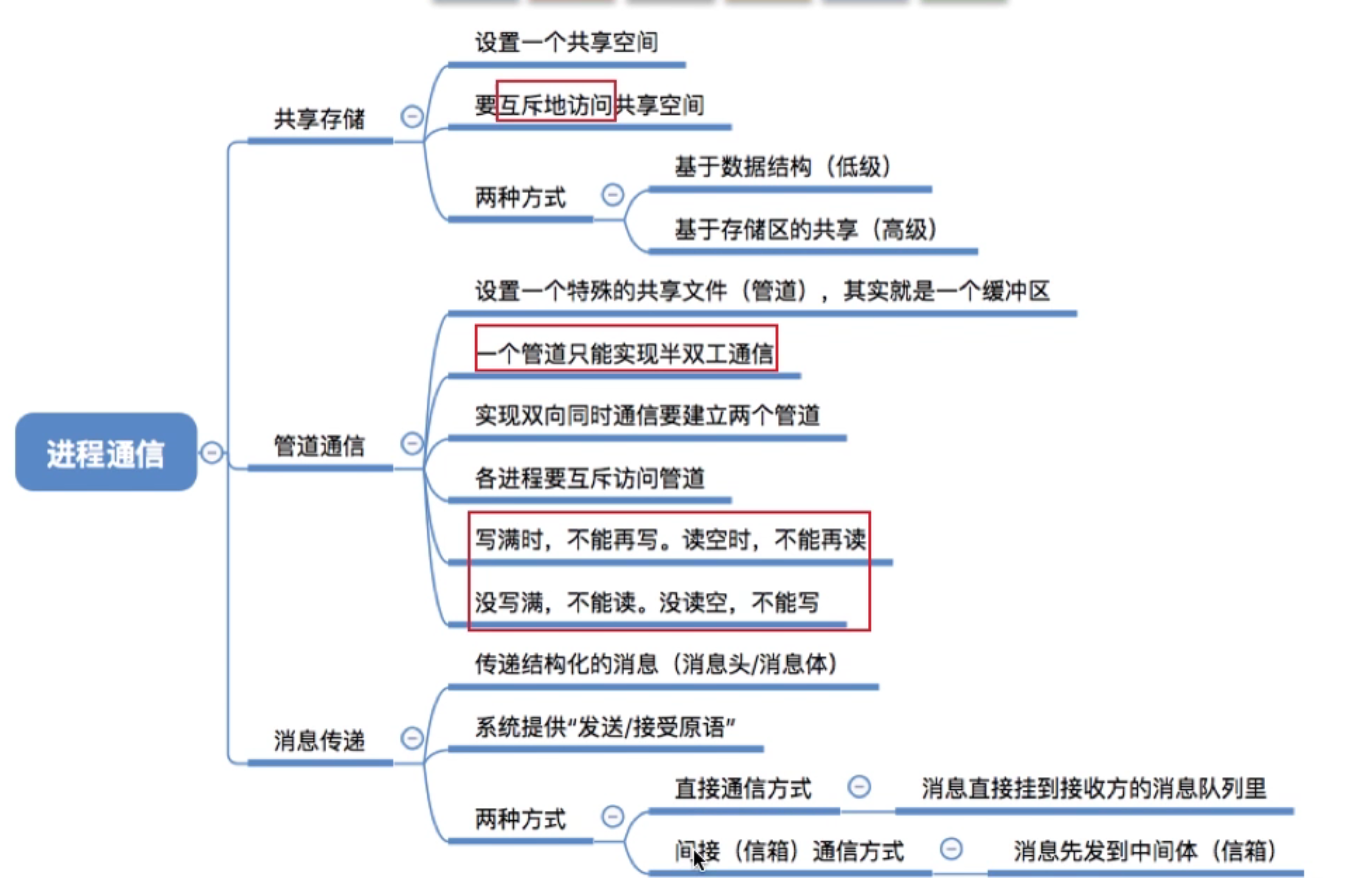 进程通信
共享存储
设置一个共享空间
要互斥地访问共享空间
两种方式
基于数据结构（低级）
基于存储区的共享（高级）
管道通信
设置一个特殊的共享文件（管道），其实就是一个缓冲区
一个管道只能实现半双工通信
实现双向同时通信要建立两个管道
各进程要互斥访问管道
写满时，不能再写。读空时，不能再读
没写满，不能读。没读空，不能写
消息传递
传递结构化的消息（消息头/消息体）
系统提供“发送/接受原语”
两种方式
直接通信方式
消息直接挂到接收方的消息队列里
间接（信箱）通信方式
消息先发到中间体（信箱）